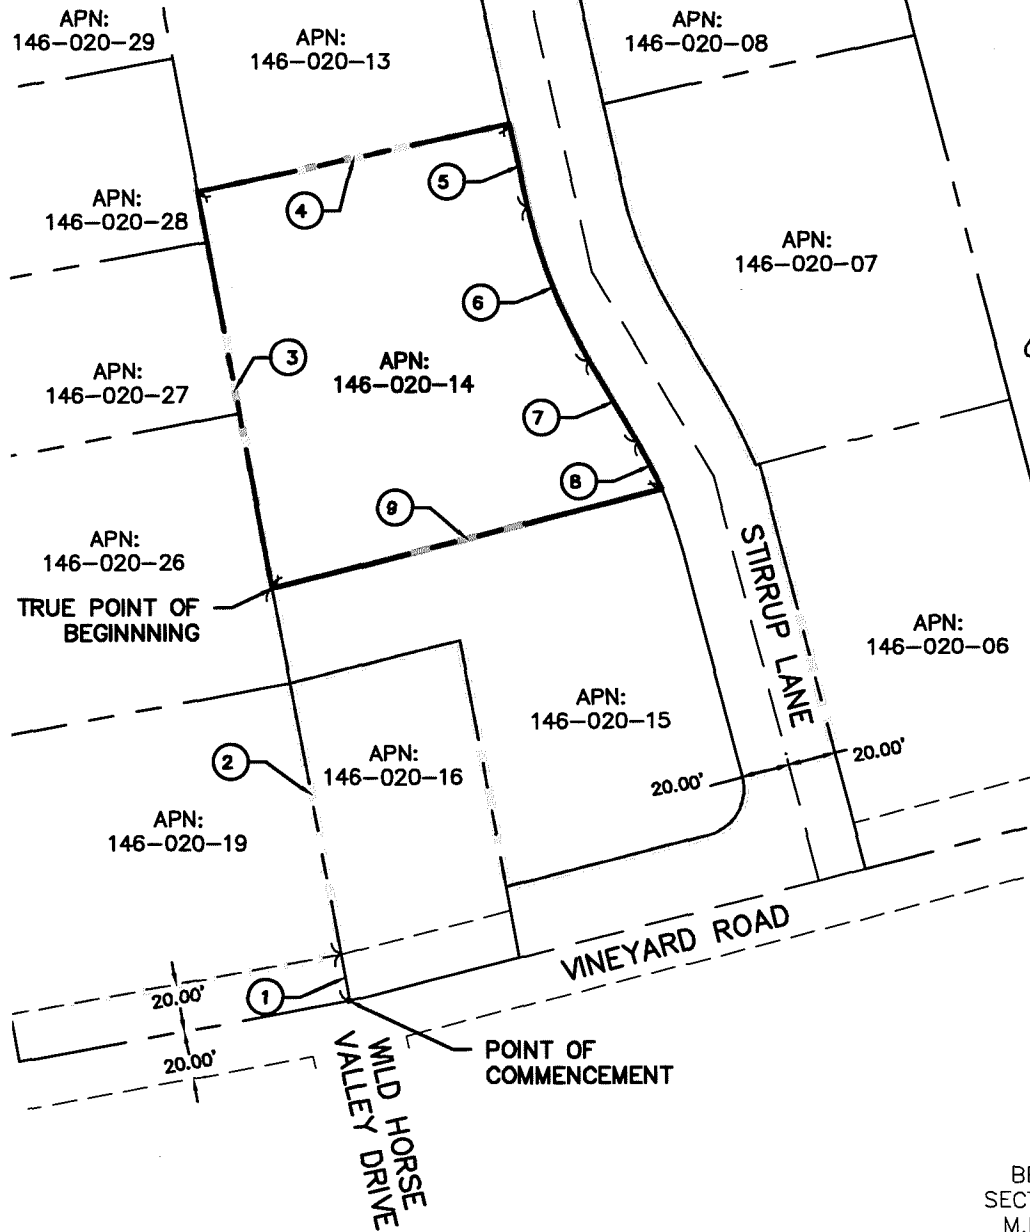 APN:
146-020-29
APN:
146-020-13
APN:
146-020-08
APN:
146-020-28
4
5
6
APN:
146-020-07
3
APN:
146-020-27
APN:
146-020-14
7
8
9
APN:
146-020-26
TRUE POINT OF
BEGINNNING
STIRRUP LANE
APN:
146-020-06
APN:
146-020-15
2
APN:
146-020-16
20.00'
20.00'
APN:
146-020-19
VINEYARD ROAD
1
20.00'
20.00'
POINT OF
COMMENCEMENT
WILD HORSE
VALLEY DRIVE